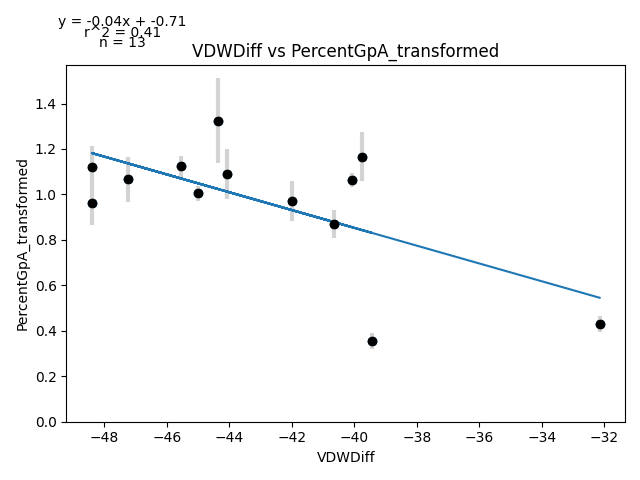 y = -0.04x + -0.71
r^2 = 0.41
n = 13
VDWDiff vs PercentGpA_transformed
PercentGpA_transformed
1.4
1.2
1.0
0.8
0.6
0.4
0.2
0.0
−48 −46 −44 −42 −40 −38 −36 −34 −32
VDWDiff